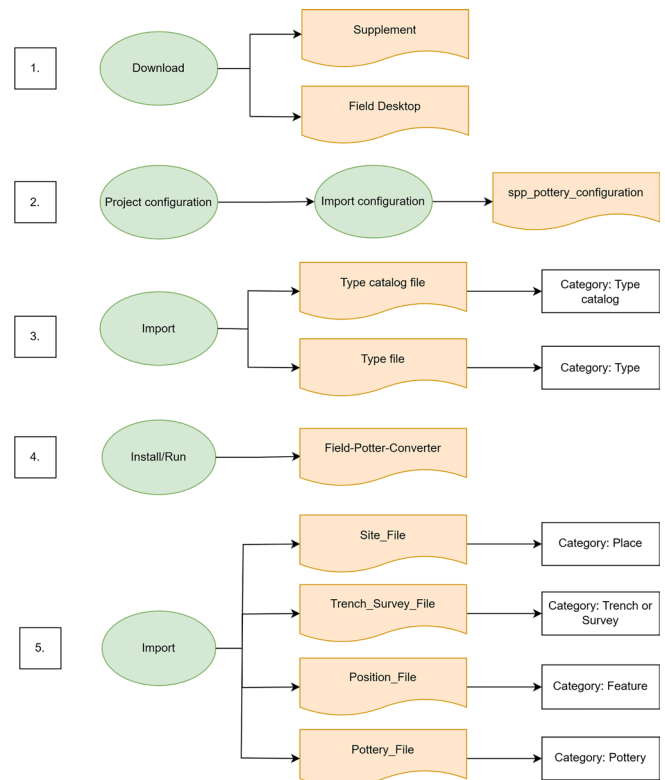 1.
Download
Supplement
Field Desktop
2.
Project configuration
Import configuration
spp_pottery_configuration
3.
Import
Type catalog file
Category: Type
catalog
Type file
Category: Type
4.
Install/Run
Field-Potter-Converter
5.
Import
Site_File
Category: Place
Trench_Survey_File
Category: Trench or
Survey
Position_File
Category: Feature
Pottery_File
Category: Pottery